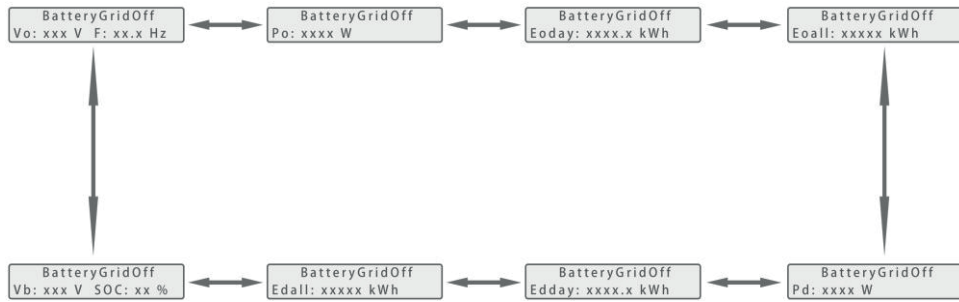 BatteryGridOff
Vo: xxx V F: xx.x Hz
BatteryGridOff
Po: xxxx W
BatteryGridOff
Eoday: xxxx.x kWh
BatteryGridOff
Eoall: xxxxx kWh
BatteryGridOff
Vb: xxx V SOC: xx %
BatteryGridOff
Edall: xxxxx kWh
BatteryGridOff
Edday: xxxx.x kWh
BatteryGridOff
Pd: xxxx W